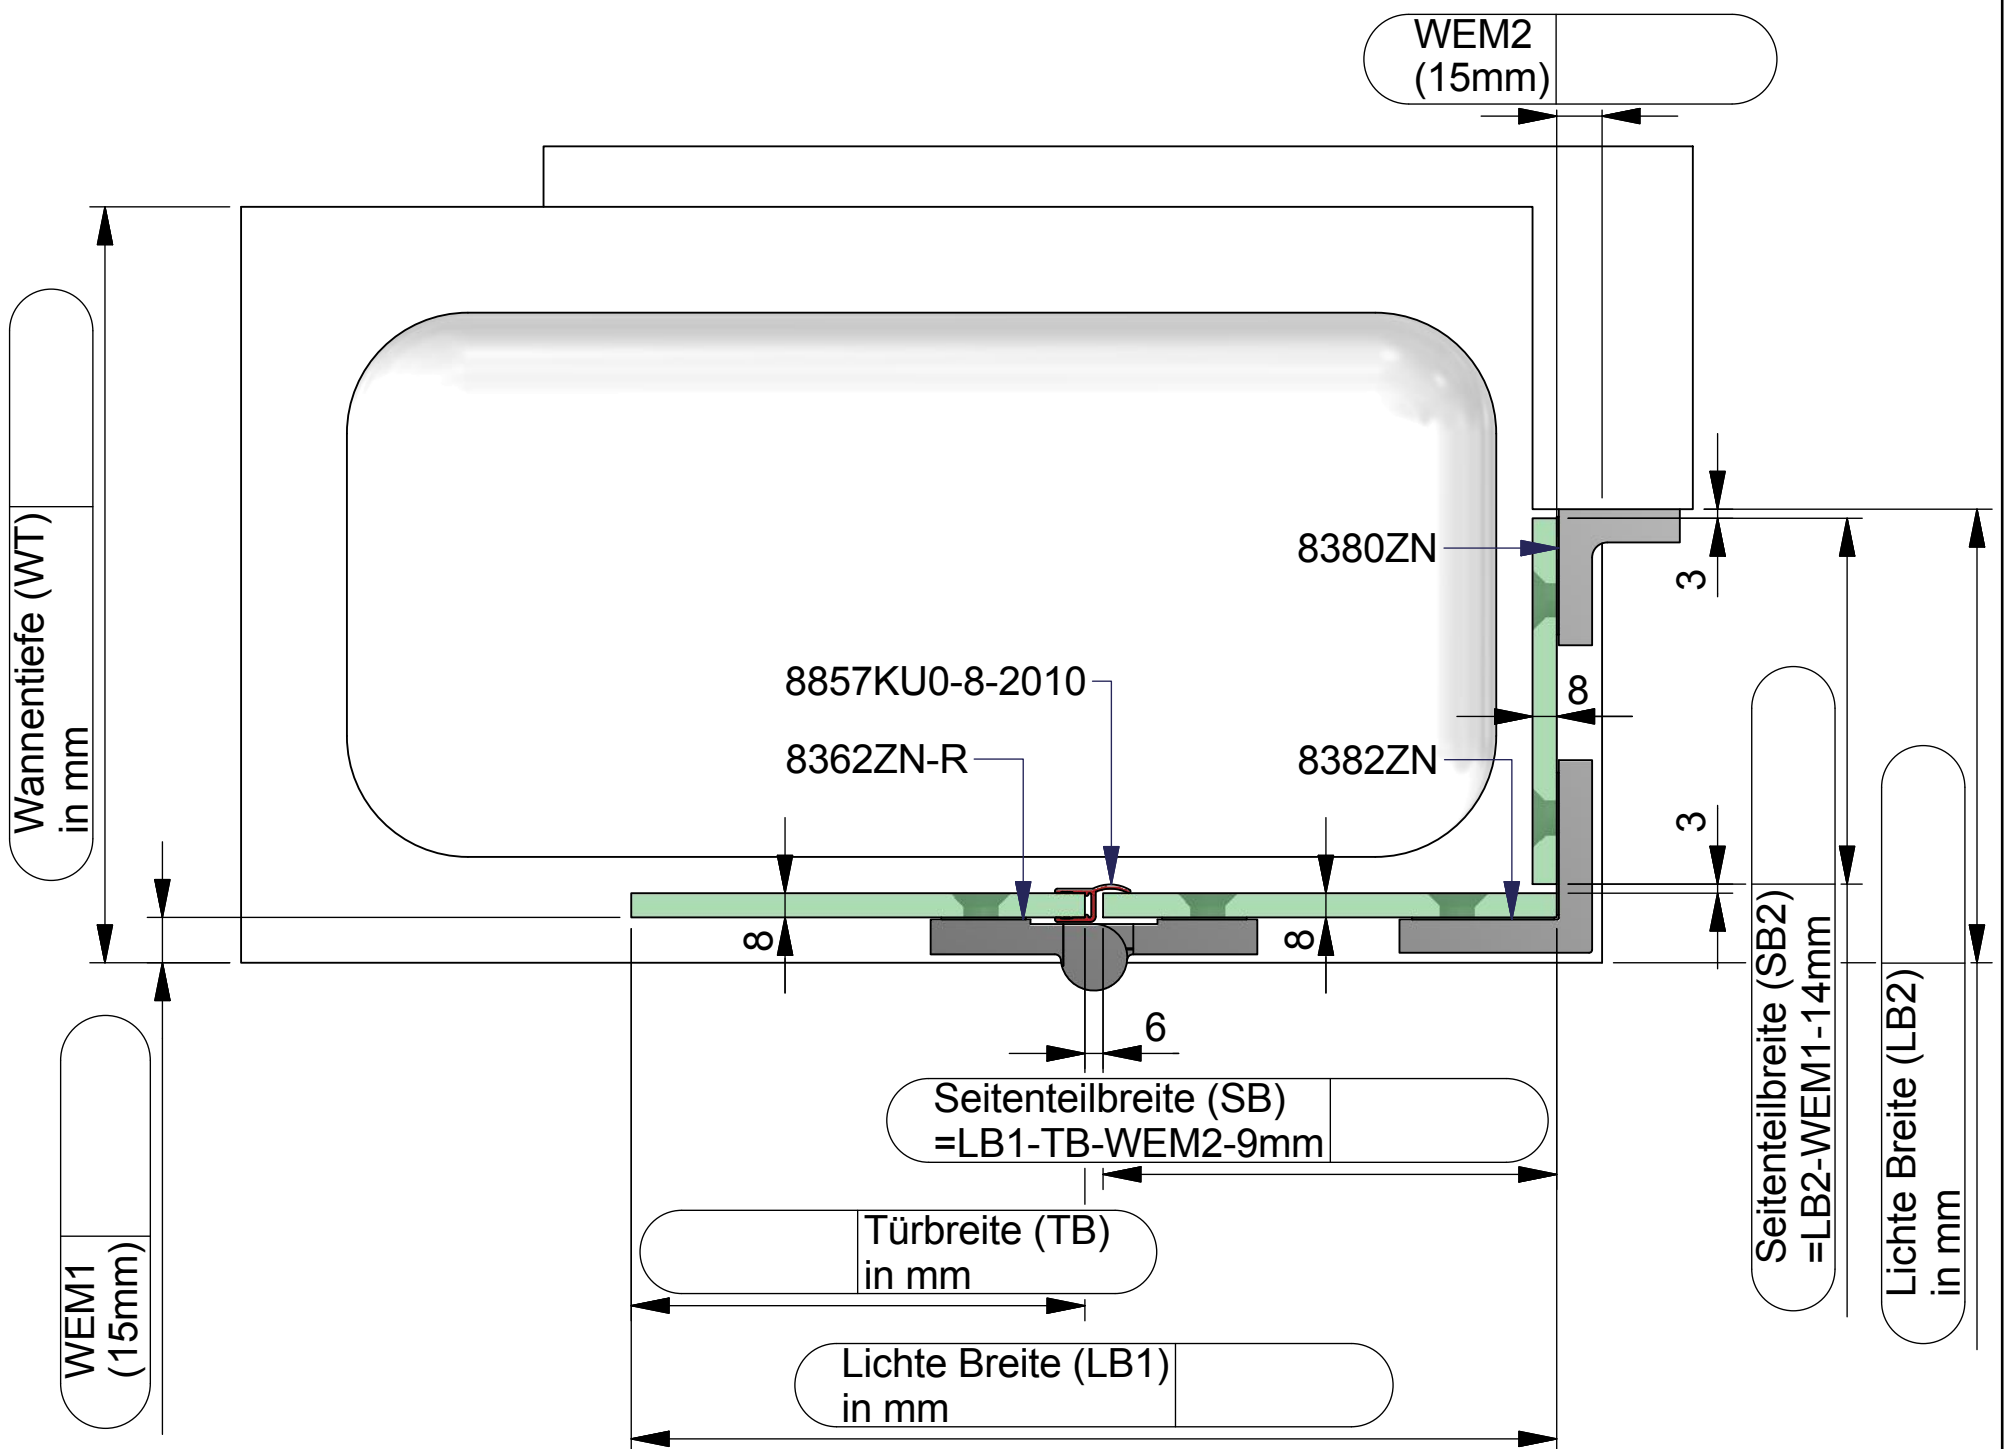 WEM2
(15mm)
Wannentiefe (WT)
in mm
8380ZN
3
8857KU0-8-2010
8
8362ZN-R
8382ZN
3
8
8
6
Seitenteilbreite (SB)
=LB1-TB-WEM2-9mm
Seitenteilbreite (SB2)
=LB2-WEM1-14mm
Lichte Breite (LB2)
in mm
Türbreite (TB)
in mm
WEM1
(15mm)
Lichte Breite (LB1)
in mm